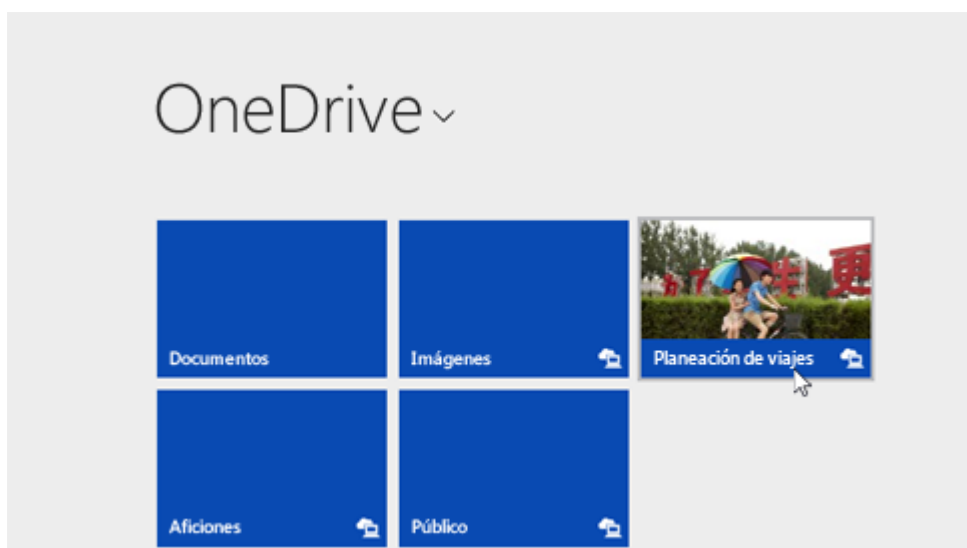 OneDrive
Documentos
Imágenes
Planeación de viajes
Aficiones
Público